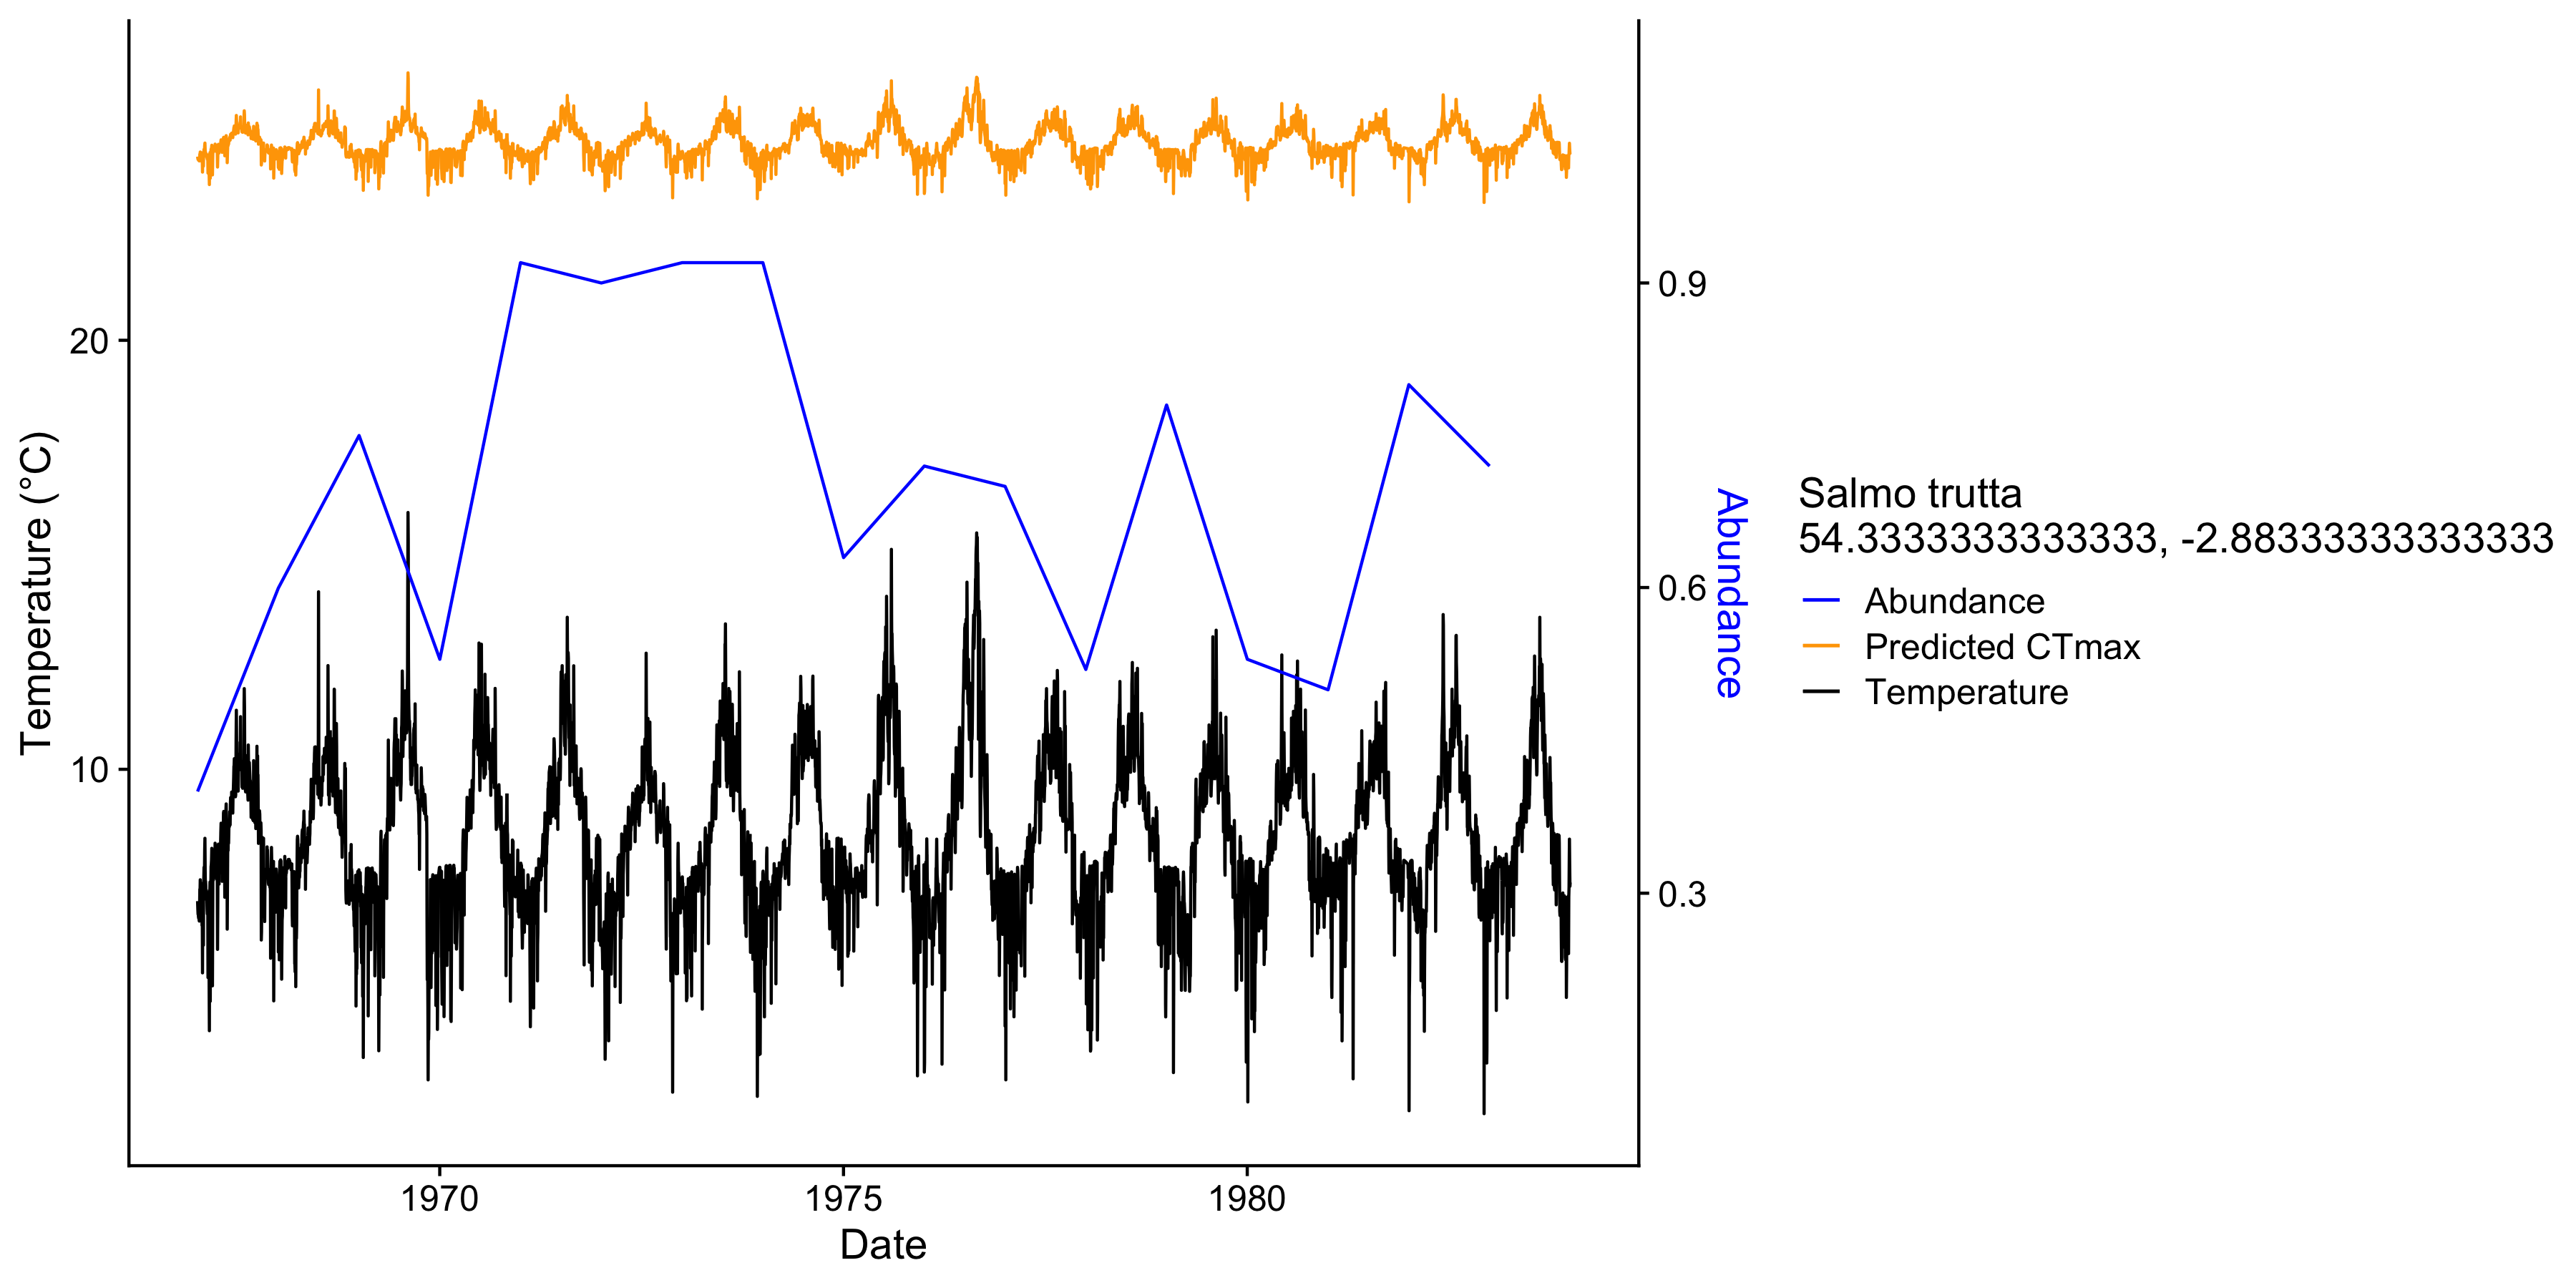 20
10
Temperature (°C)
1970
1975
1980
Date
0.9
0.6
0.3
Abundance
Salmo trutta
54.3333333333333, -2.88333333333333
Abundance
Predicted CTmax
Temperature